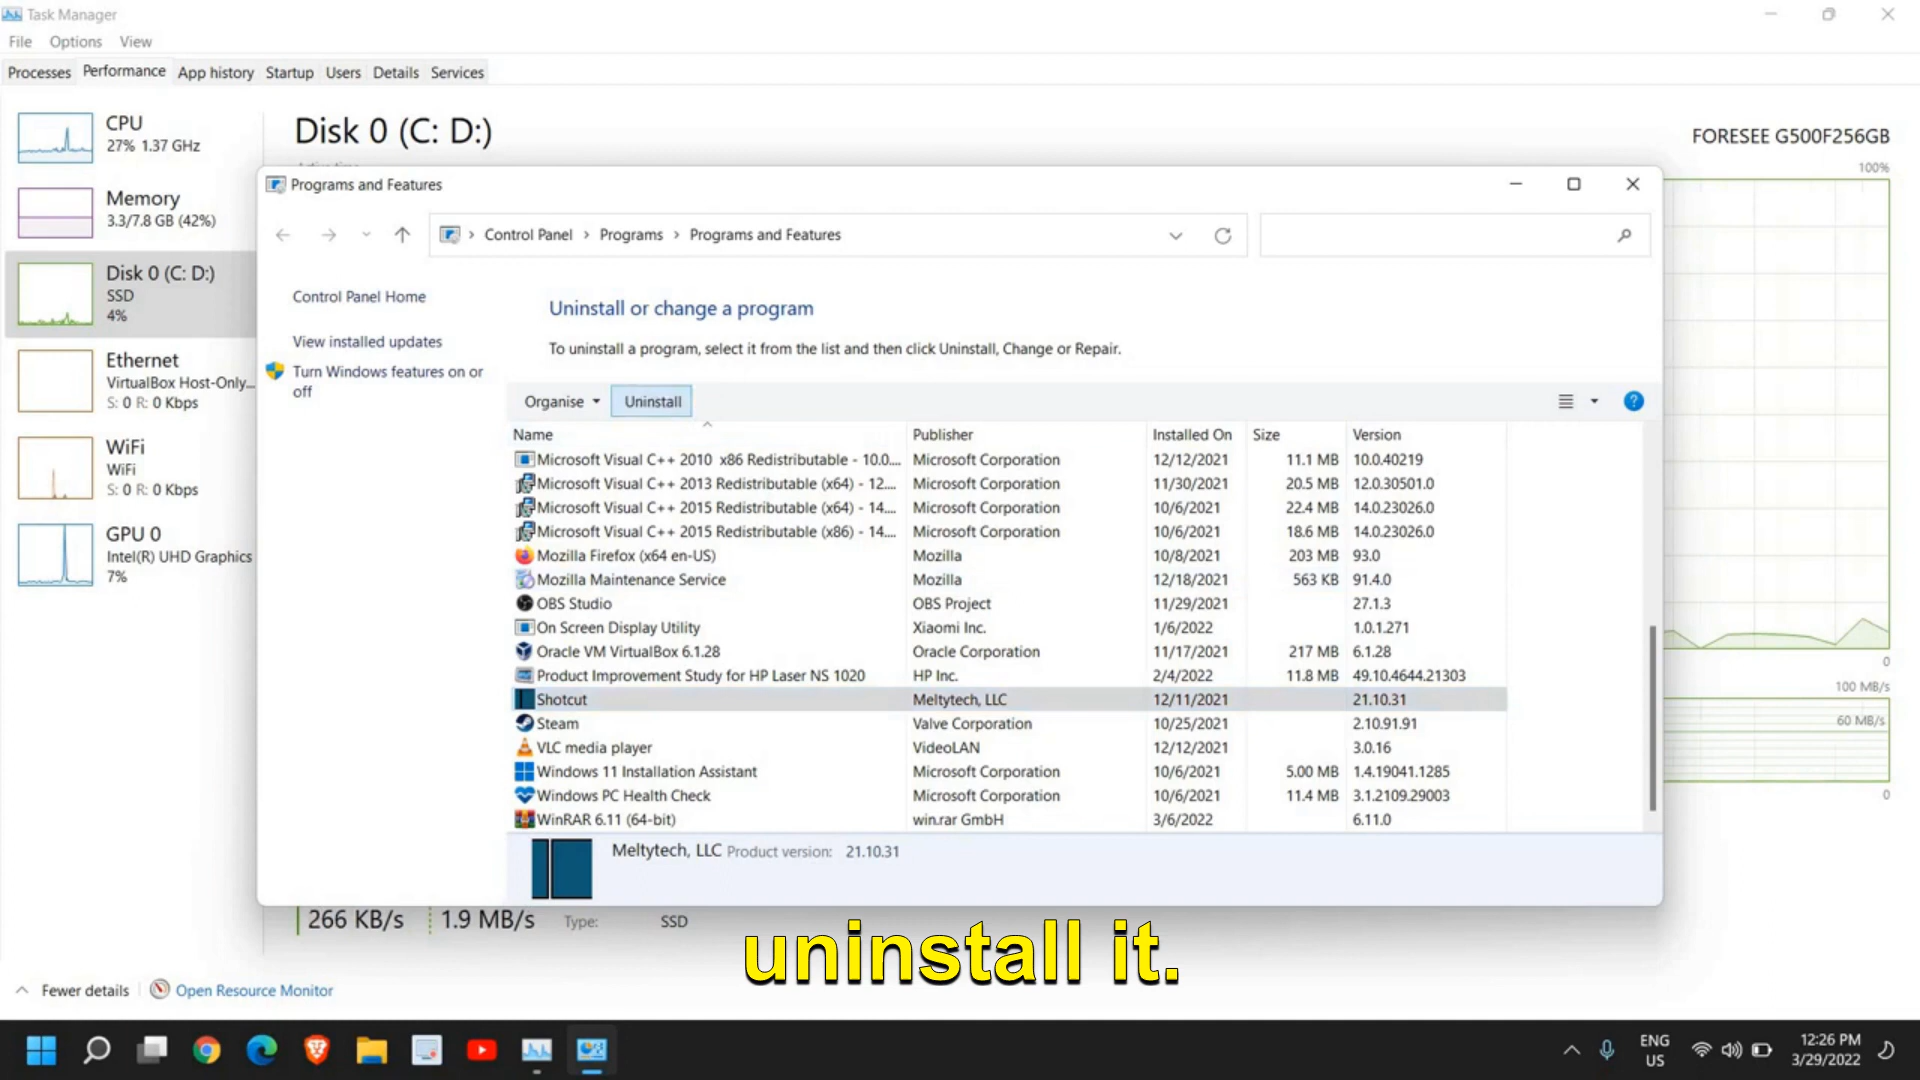 Task Manager
File Options View
Processes Performance App history Startup Users Details Services
CPU
27% 1.37 GHz
Memory
3.3/7.8 GB (42%)
Disk 0 (C: D:)
SSD
4%
Ethernet
VirtualBox Host-Only...
S: 0 R: 0 Kbps
WiFi
WiFi
S: 0 R: 0 Kbps
GPU 0
Intel(R) UHD Graphics
7%
Disk 0 (C: D:)
FORESEE G500F256GB
100%
Programs and Features
Control Panel > Programs > Programs and Features
Control Panel Home
View installed updates
Turn Windows features on or
off
Uninstall or change a program
To uninstall a program, select it from the list and then click Uninstall, Change or Repair.
Organise Uninstall
Name Publisher Installed On Size Version
Microsoft Visual C++ 2010 x86 Redistributable - 10.0.... Microsoft Corporation 12/12/2021 11.1 MB 10.0.40219
Microsoft Visual C++ 2013 Redistributable (x64) - 12.... Microsoft Corporation 11/30/2021 20.5 MB 12.0.30501.0
Microsoft Visual C++ 2015 Redistributable (x64) - 14.... Microsoft Corporation 10/6/2021 22.4 MB 14.0.23026.0
Microsoft Visual C++ 2015 Redistributable (x86) - 14.... Microsoft Corporation 10/6/2021 18.6 MB 14.0.23026.0
Mozilla Firefox (x64 en-US) Mozilla 10/8/2021 203 MB 93.0
Mozilla Maintenance Service Mozilla 12/18/2021 563 KB 91.4.0
OBS Studio OBS Project 11/29/2021 27.1.3
On Screen Display Utility Xiaomi Inc. 1/6/2022 1.0.1.271
Oracle VM VirtualBox 6.1.28 Oracle Corporation 11/17/2021 217 MB 6.1.28
Product Improvement Study for HP Laser NS 1020 HP Inc. 2/4/2022 11.8 MB 49.10.4644.21303
Shotcut Meltytech, LLC 12/11/2021 21.10.31
Steam Valve Corporation 10/25/2021 2.10.91.91
VLC media player VideoLAN 12/12/2021 3.0.16
Windows 11 Installation Assistant Microsoft Corporation 10/6/2021 5.00 MB 1.4.19041.1285
Windows PC Health Check Microsoft Corporation 10/6/2021 11.4 MB 3.1.2109.29003
WinRAR 6.11 (64-bit) win.rar GmbH 3/6/2022 6.11.0
Meltytech, LLC Product version: 21.10.31
0
100 MB/s
60 MB/s
0
266 KB/s 1.9 MB/s Type: SSD
uninstall it.
Fewer details Open Resource Monitor
ENG
US
12:26 PM
3/29/2022